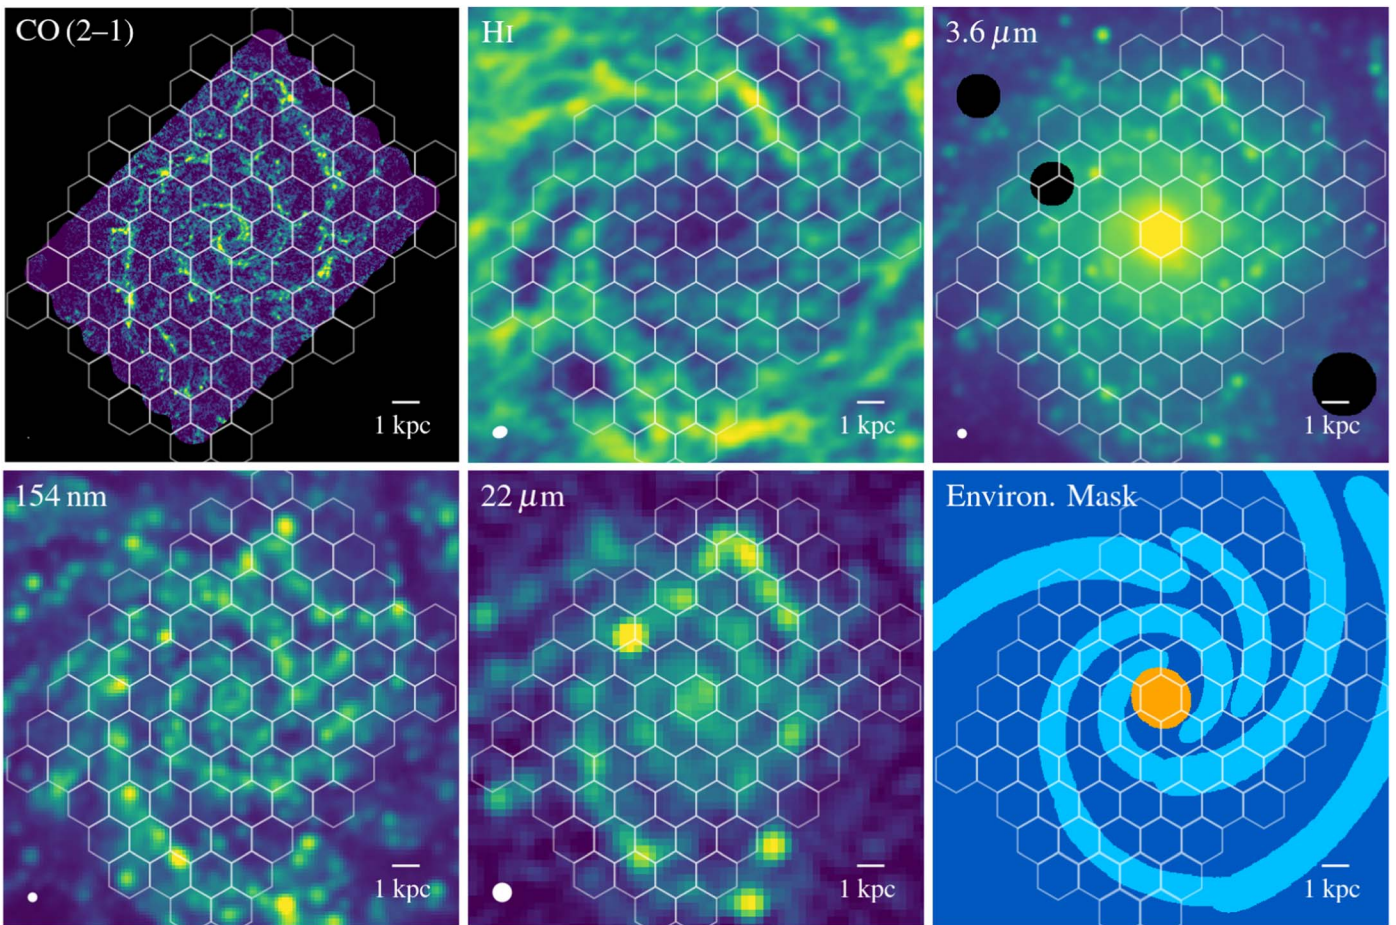 CO (2–1)
1 kpc
HI
1 kpc
3.6 μm
1 kpc
154 nm
1 kpc
22 μm
1 kpc
Environ. Mask
1 kpc